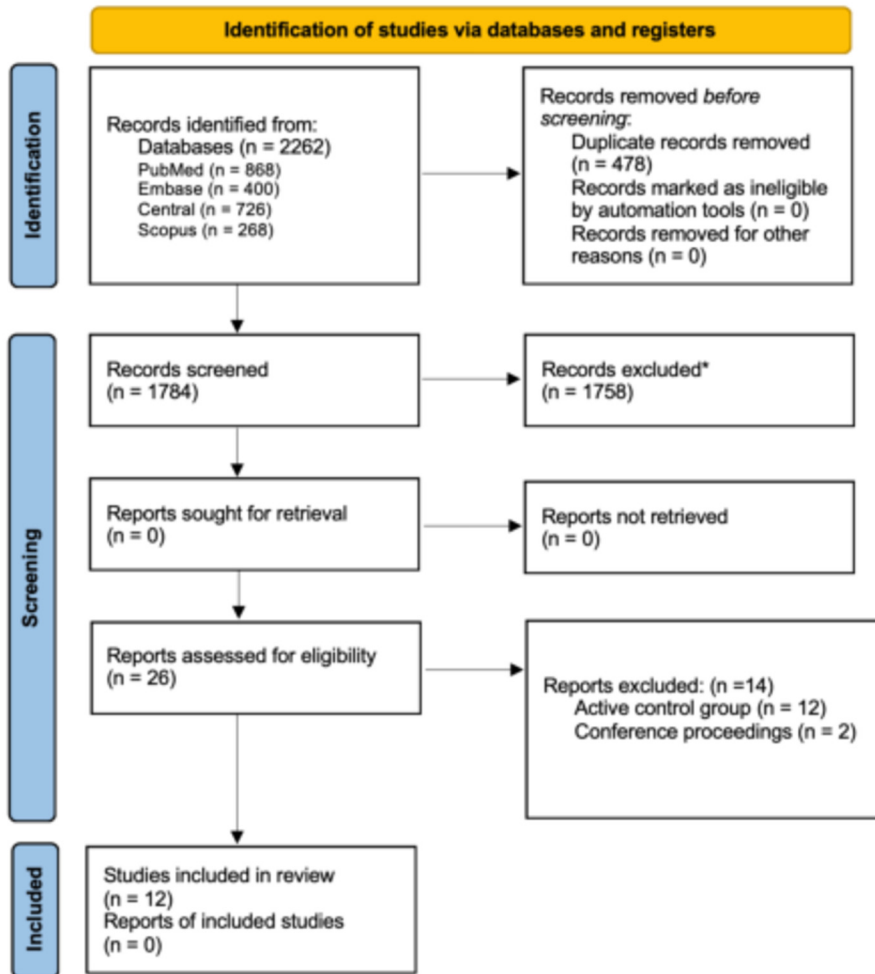 Identification of studies via databases and registers
Identification
Records identified from:
Databases (n = 2262)
PubMed (n = 868)
Embase (n = 400)
Central (n = 726)
Scopus (n = 268)
Records removed before
screening:
Duplicate records removed
(n = 478)
Records marked as ineligible
by automation tools (n = 0)
Records removed for other
reasons (n = 0)
Screening
Records screened
(n = 1784)
Records excluded*
(n = 1758)
Reports sought for retrieval
(n = 0)
Reports not retrieved
(n = 0)
Reports assessed for eligibility
(n = 26)
Reports excluded: (n =14)
Active control group (n = 12)
Conference proceedings (n = 2)
Included
Studies included in review
(n = 12)
Reports of included studies
(n = 0)